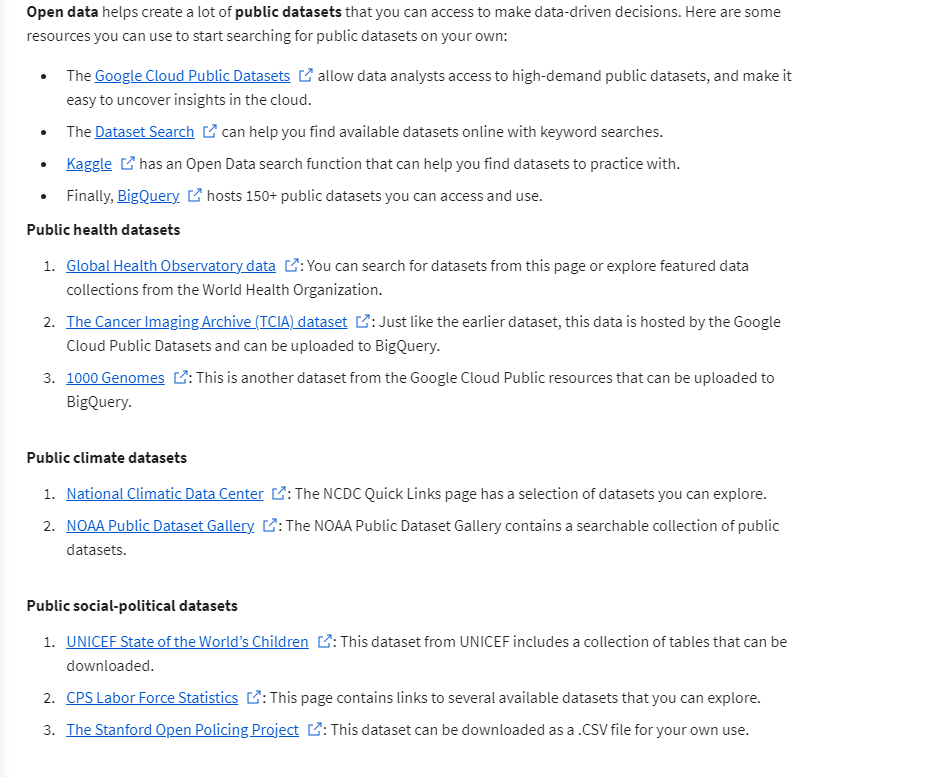 Open data helps create a lot of public datasets that you can access to make data-driven decisions. Here are some
resources you can use to start searching for public datasets on your own:
• The Google Cloud Public Datasets allow data analysts access to high-demand public datasets, and make it
easy to uncover insights in the cloud.
• The Dataset Search can help you find available datasets online with keyword searches.
• Kaggle has an Open Data search function that can help you find datasets to practice with.
• Finally, BigQuery hosts 150+ public datasets you can access and use.
Public health datasets
1. Global Health Observatory data : You can search for datasets from this page or explore featured data
collections from the World Health Organization.
2. The Cancer Imaging Archive (TCIA) dataset : Just like the earlier dataset, this data is hosted by the Google
Cloud Public Datasets and can be uploaded to BigQuery.
3. 1000 Genomes : This is another dataset from the Google Cloud Public resources that can be uploaded to
BigQuery.
Public climate datasets
1. National Climatic Data Center : The NCDC Quick Links page has a selection of datasets you can explore.
2. NOAA Public Dataset Gallery : The NOAA Public Dataset Gallery contains a searchable collection of public
datasets.
Public social-political datasets
1. UNICEF State of the World’s Children : This dataset from UNICEF includes a collection of tables that can be
downloaded.
2. CPS Labor Force Statistics : This page contains links to several available datasets that you can explore.
3. The Stanford Open Policing Project : This dataset can be downloaded as a .CSV file for your own use.